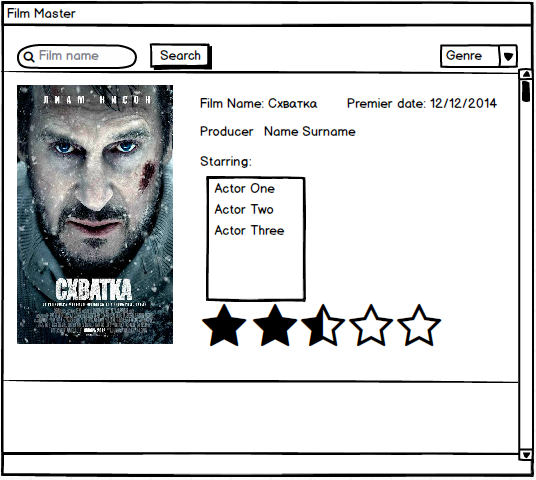 Film Master
Film name
Search
Genre
ЛИАМ НИСОН
Film Name: Схватка
Premier date: 12/12/2014
Producer Name Surname
Starring:
Actor One
Actor Two
Actor Three
СХВАТКА